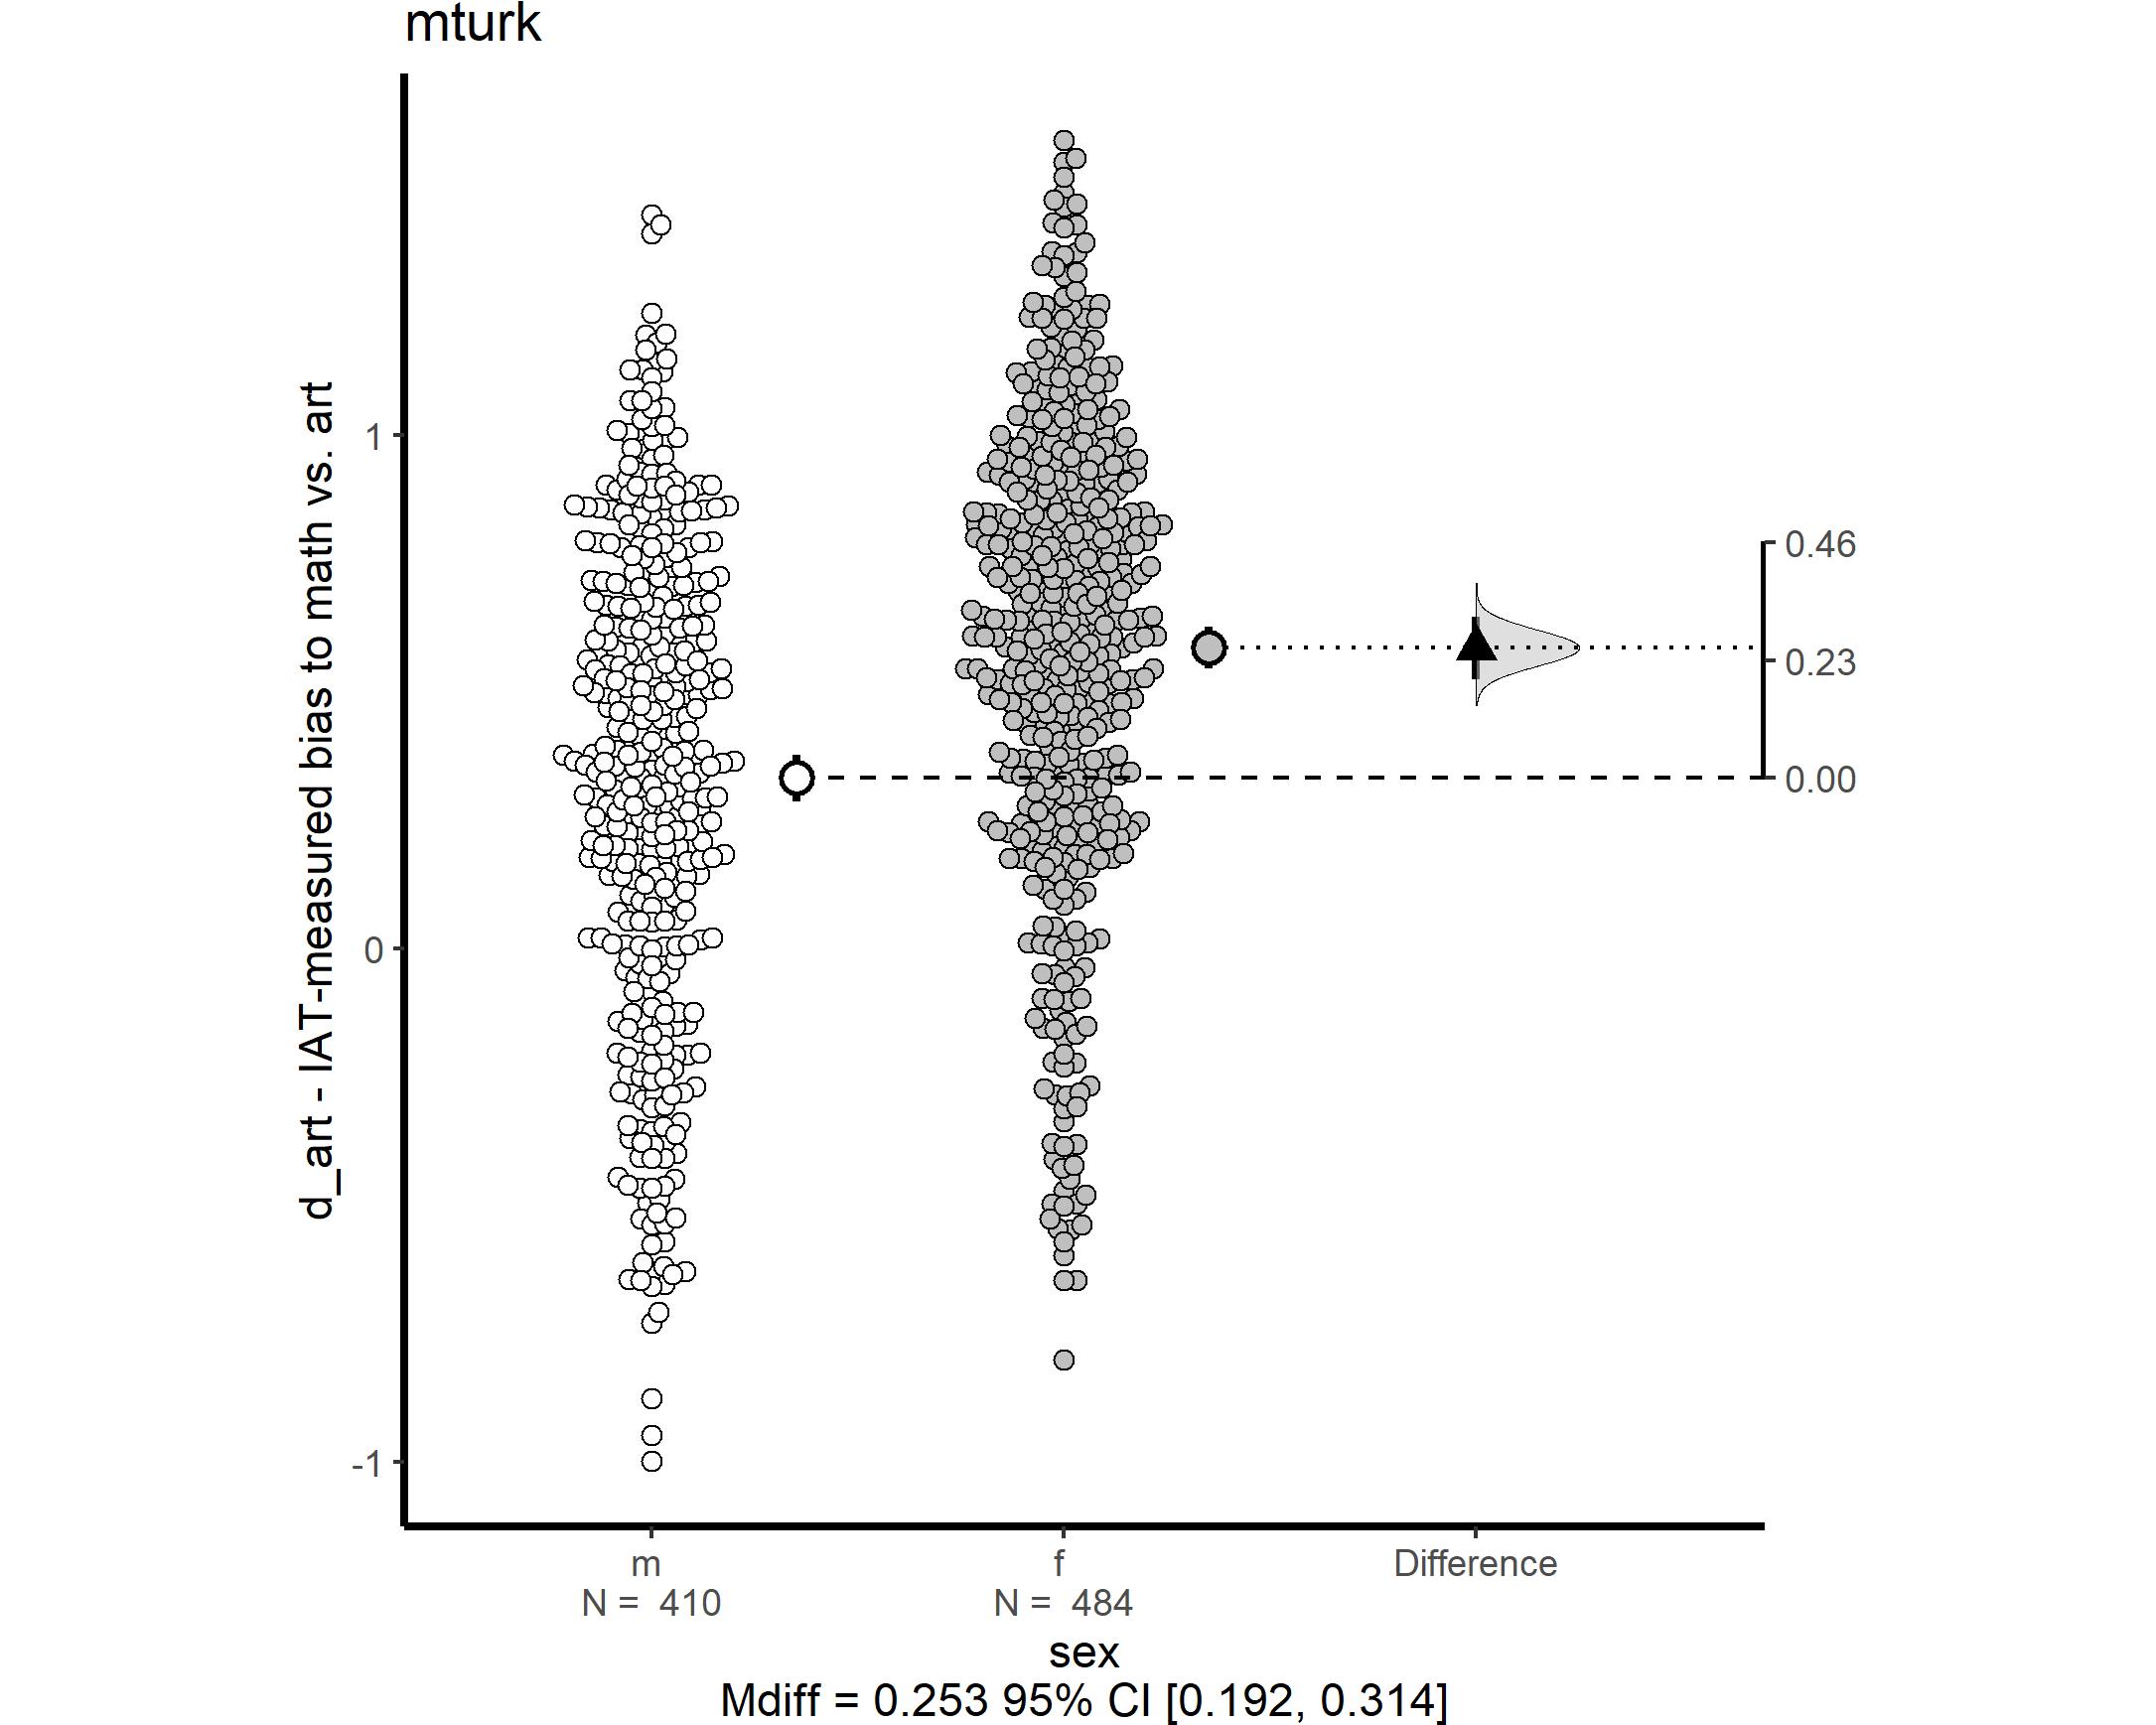 mturk
d_art - IAT-measured bias to math vs. art
1
0
-1
0.46
0.23
0.00
m
N =  410
f
N =  484
Difference
sex
Mdiff = 0.253 95% CI [0.192, 0.314]